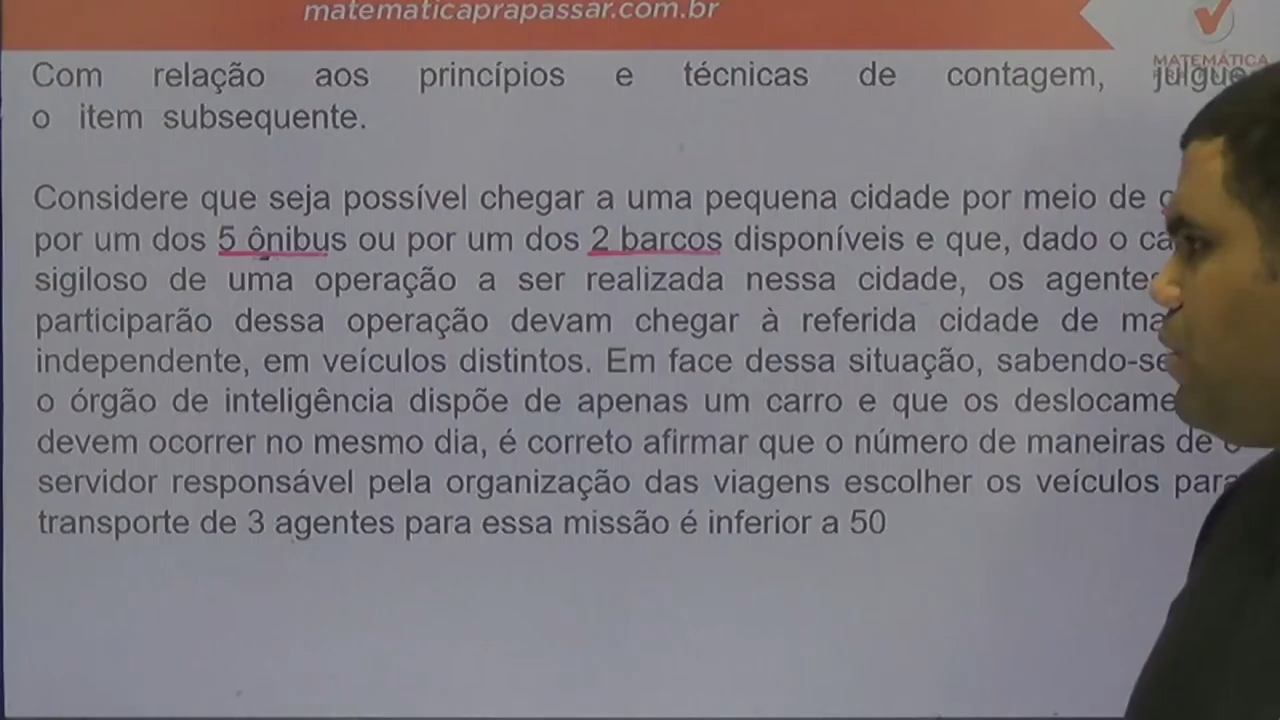 matematicaprapassar.com.br
MATEMÁTICA
Com relação aos princípios e técnicas de contagem, julgue
o item subsequente.
Considere que seja possível chegar a uma pequena cidade por meio de
por um dos 5 ônibus ou por um dos 2 barcos disponíveis e que, dado o
sigiloso de uma operação a ser realizada nessa cidade, os
participarão dessa operação devam chegar à referida cidade de
independente, em veículos distintos. Em face dessa situação,
o órgão de inteligência dispõe de apenas um carro e que os
devem ocorrer no mesmo dia, é correto afirmar que o número de maneiras de
servidor responsável pela organização das viagens escolher os veículos para
transporte de 3 agentes para essa missão é inferior a 50